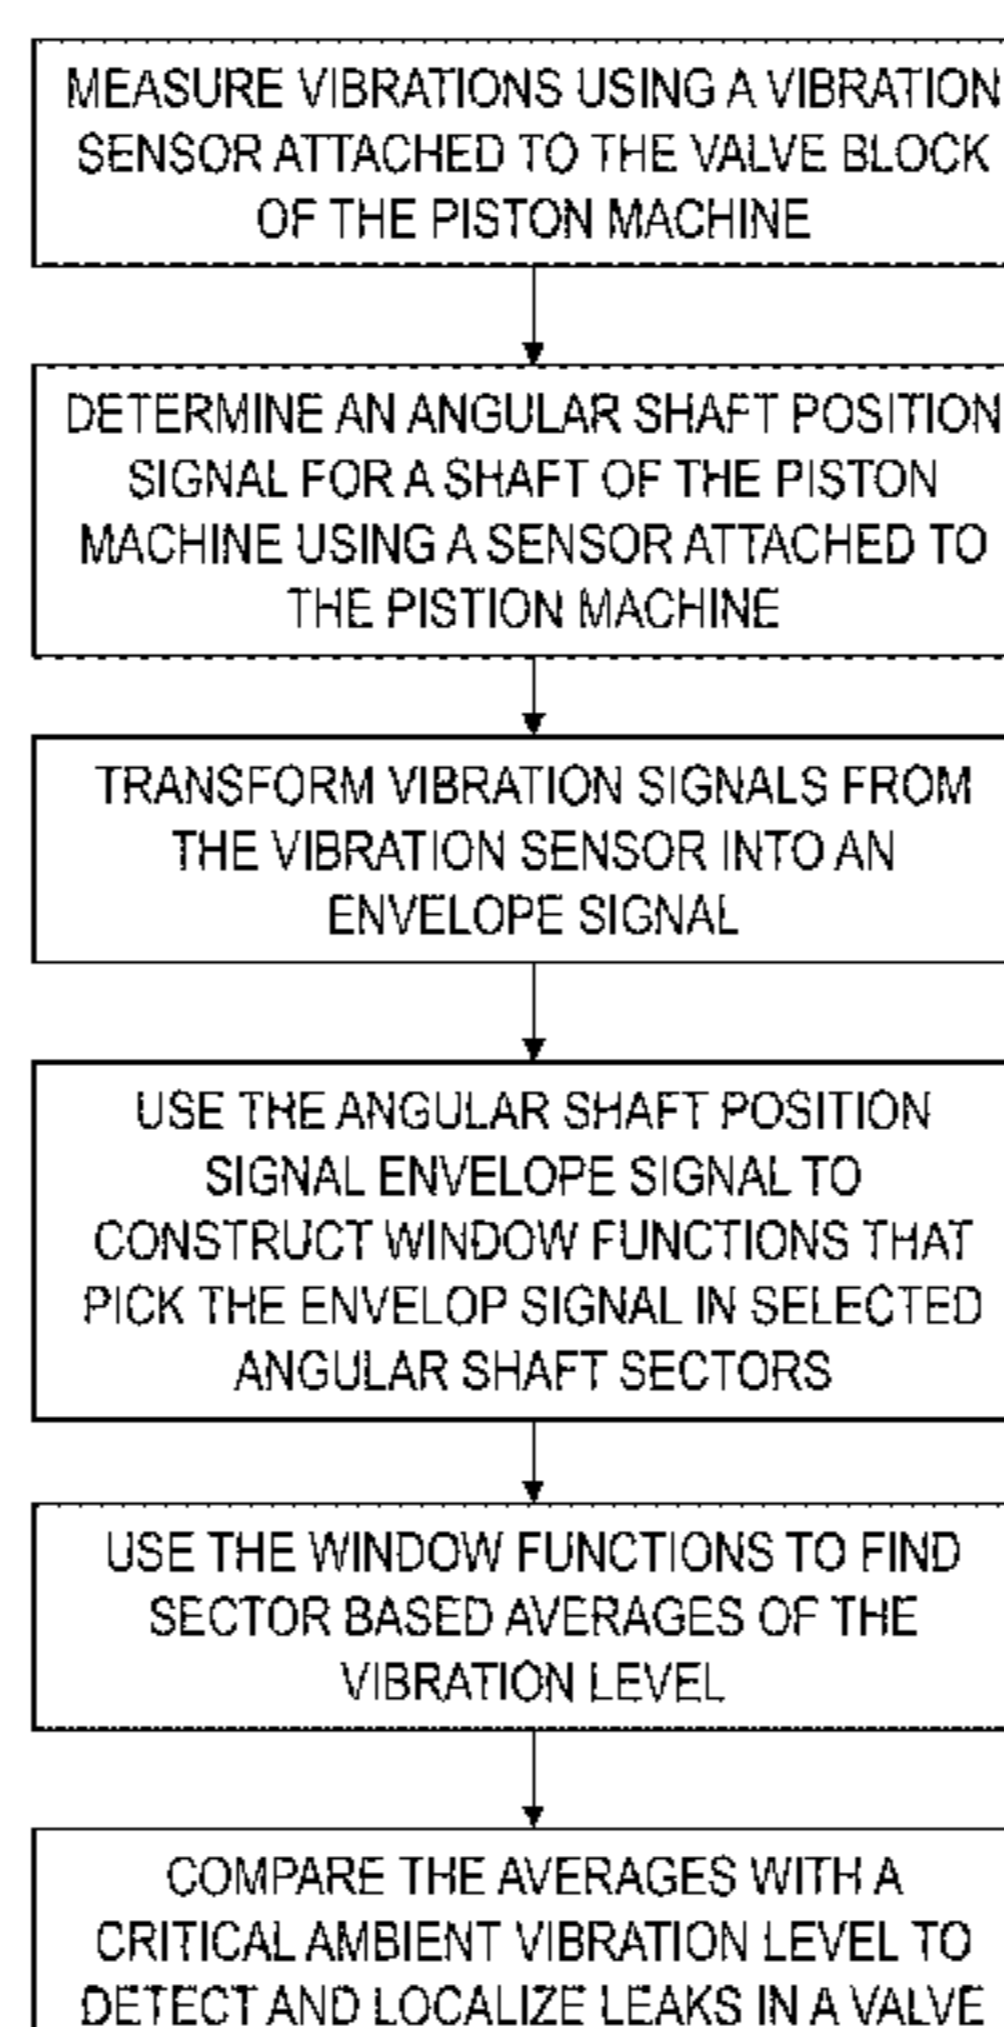 MEASURE VIBRATIONS USING A VIBRATION
SENSOR ATTACHED TO THE VALVE BLOCK
OF THE PISTON MACHINE
DETERMINE AN ANGULAR SHAFT POSITION
SIGNAL FOR A SHAFT OF THE PISTON
MACHINE USING A SENSOR ATTACHED TO
THE PISTION MACHINE
TRANSFORM VIBRATION SIGNALS FROM
THE VIBRATION SENSOR INTO AN
ENVELOPE SIGNAL
USE THE ANGULAR SHAFT POSITION
SIGNAL ENVELOPE SIGNAL TO
CONSTRUCT WINDOW FUNCTIONS THAT
PICK THE ENVELOP SIGNAL IN SELECTED
ANGULAR SHAFT SECTORS
USE THE WINDOW FUNCTIONS TO FIND
SECTOR BASED AVERAGES OF THE
VIBRATION LEVEL
COMPARE THE AVERAGES WITH A
CRITICAL AMBIENT VIBRATION LEVEL TO
DETECT AND LOCALIZE LEAKS IN A VALVE